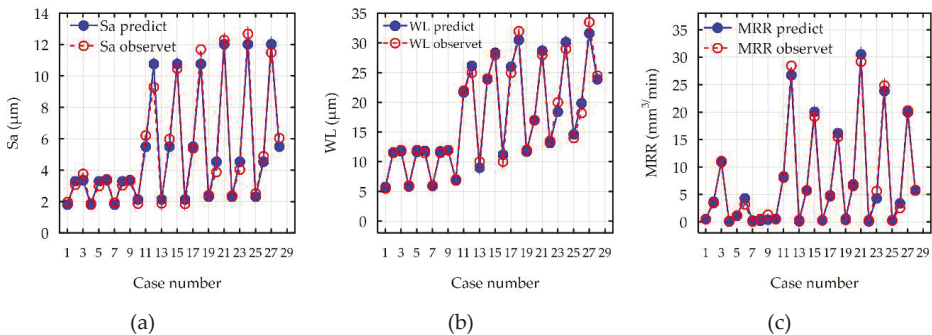 Sa predict
Sa observet
14
12
10
8
6
4
2
0
1 3 5 7 9 11 13 15 17 19 21 23 25 27 29
Sa (μm)
Case number
(a)
WL predict
WL observet
35
30
25
20
15
10
5
0
1 3 5 7 9 11 13 15 17 19 21 23 25 27 29
WL (μm)
Case number
(b)
MRR predict
MRR observet
35
30
25
20
15
10
5
0
1 3 5 7 9 11 13 15 17 19 21 23 25 27 29
MRR (mm³/min)
Case number
(c)